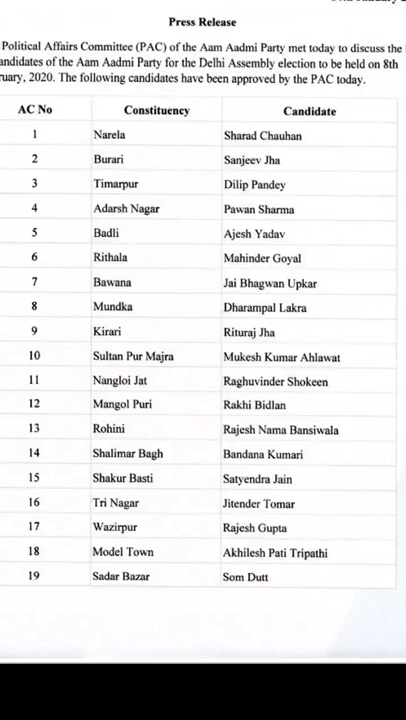 Press Release
Political Affairs Committee (PAC) of the Aam Aadmi Party met today to discuss the
andidates of the Aam Aadmi Party for the Delhi Assembly election to be held on 8th
ruary, 2020. The following candidates have been approved by the PAC today.
AC No Constituency Candidate
1 Narela Sharad Chauhan
2 Burari Sanjeev Jha
3 Timarpur Dilip Pandey
4 Adarsh Nagar Pawan Sharma
5 Badli Ajesh Yadav
6 Rithala Mahinder Goyal
7 Bawana Jai Bhagwan Upkar
8 Mundka Dharampal Lakra
9 Kirari Rituraj Jha
10 Sultan Pur Majra Mukesh Kumar Ahlawat
11 Nangloi Jat Raghuvinder Shokeen
12 Mangol Puri Rakhi Bidlan
13 Rohini Rajesh Nama Bansiwala
14 Shalimar Bagh Bandana Kumari
15 Shakur Basti Satyendra Jain
16 Tri Nagar Jitender Tomar
17 Wazirpur Rajesh Gupta
18 Model Town Akhilesh Pati Tripathi
19 Sadar Bazar Som Dutt